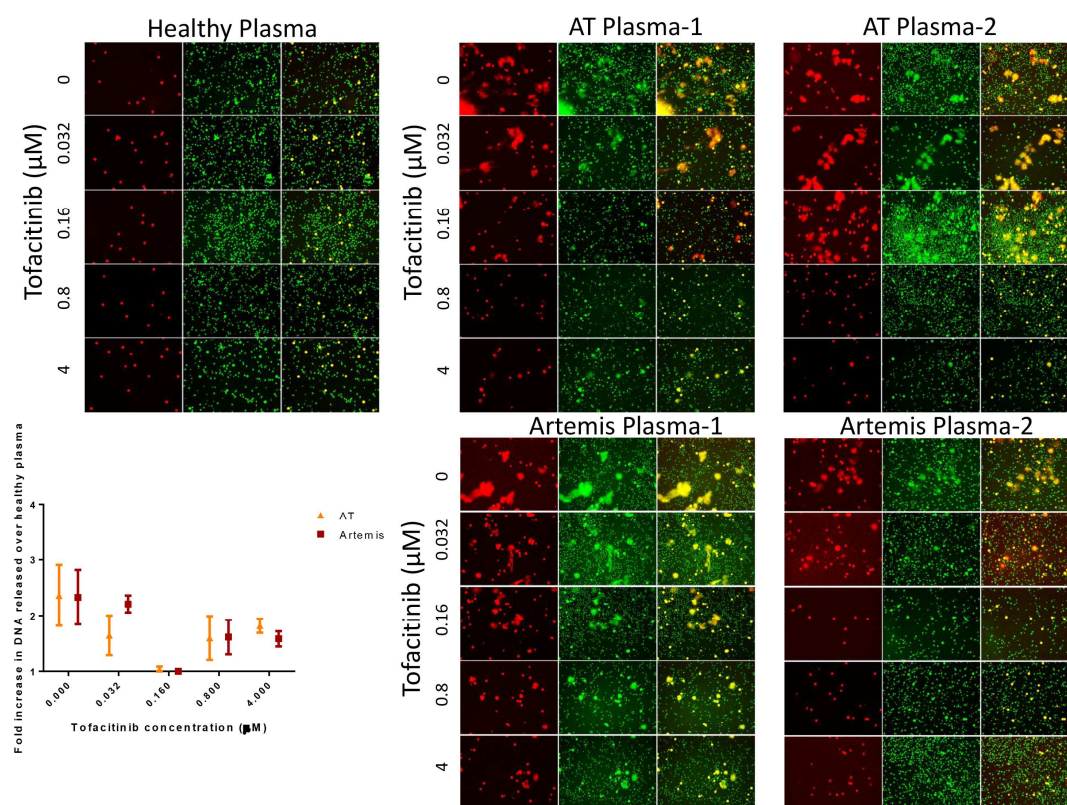 Healthy Plasma
AT Plasma-1
AT Plasma-2
Tofacitinib (μM)
0
0.032
0.16
0.8
4
Tofacitinib (μM)
0
0.032
0.16
0.8
4
Artemis Plasma-1
Artemis Plasma-2
Tofacitinib (μM)
0
0.032
0.16
0.8
4
Fold increase in DNA released over healthy plasma
4
3
2
1
AT
Artemis
0.000
0.032
0.160
0.800
4.000
Tofacitinib concentration (μM)